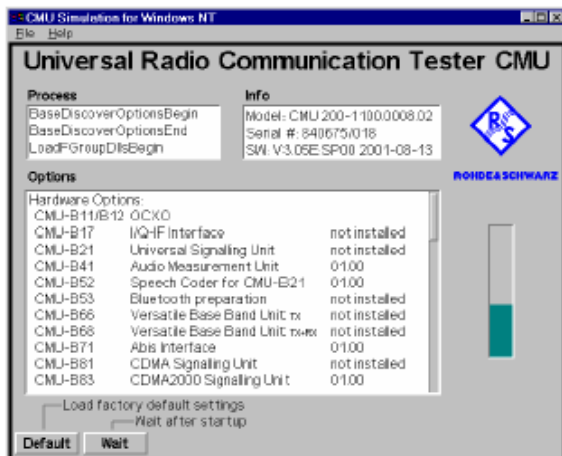 CMU Simulation for Windows NT
File Help
Universal Radio Communication Tester CMU
Process
Info
BaseDiscoverOptionsBegin
BaseDiscoverOptionsEnd
LoadFGroupDllsBegin
Model: CMU 200-1100.0008.02
Serial #: 840675/018
SW: V3.05E SP00 2001-08-13
R S
ROHDE&SCHWARZ
Options
Hardware Options:
CMU-B11/B12 OCXO
CMU-B17 I/Q-IF Interface not installed
CMU-B21 Universal Signalling Unit not installed
CMU-B41 Audio Measurement Unit 01.00
CMU-B52 Speech Coder for CMU-B21 01.00
CMU-B53 Bluetooth preparation not installed
CMU-B66 Versatile Base Band Unit: TX not installed
CMU-B68 Versatile Base Band Unit: TX+RX not installed
CMU-B71 Abis Interface 01.00
CMU-B81 CDMA Signalling Unit not installed
CMU-B83 CDMA2000 Signalling Unit 01.00
Load factory default settings
Wait after startup
Default Wait